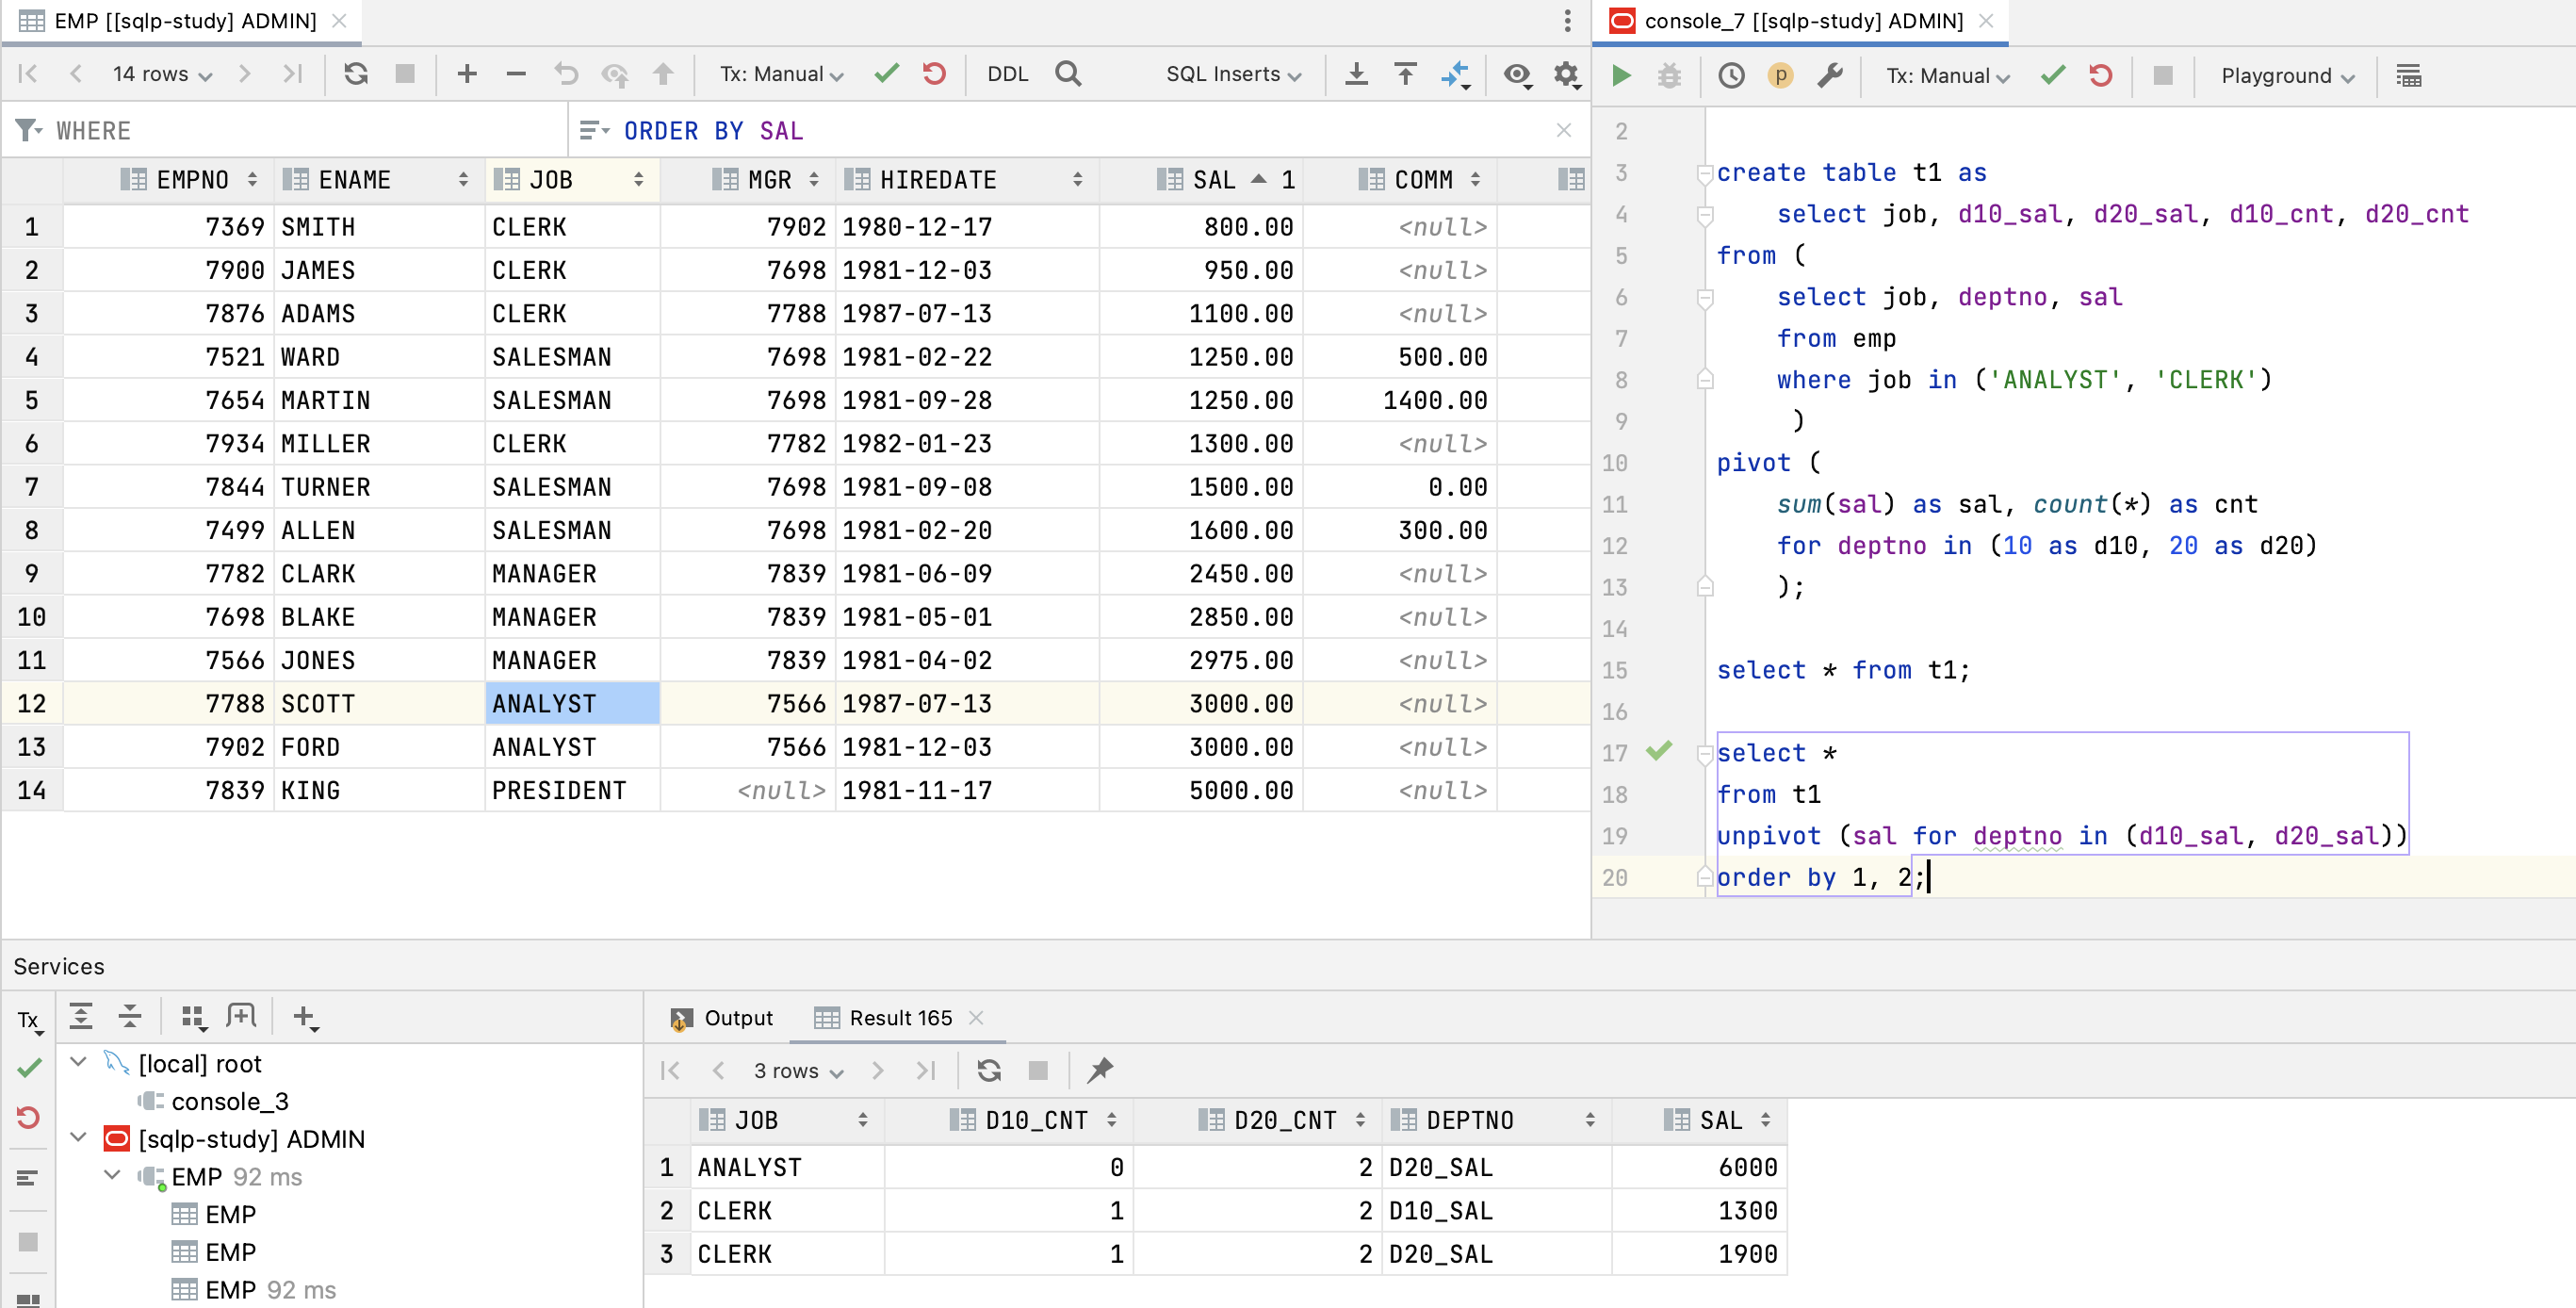 EMP [[sqlp-study] ADMIN]
14 rows
Tx: Manual
DDL
SQL Inserts
WHERE
ORDER BY SAL
EMPNO ENAME JOB MGR HIREDATE SAL 1 COMM
1 7369 SMITH CLERK 7902 1980-12-17 800.00 <null>
2 7900 JAMES CLERK 7698 1981-12-03 950.00 <null>
3 7876 ADAMS CLERK 7788 1987-07-13 1100.00 <null>
4 7521 WARD SALESMAN 7698 1981-02-22 1250.00 500.00
5 7654 MARTIN SALESMAN 7698 1981-09-28 1250.00 1400.00
6 7934 MILLER CLERK 7782 1982-01-23 1300.00 <null>
7 7844 TURNER SALESMAN 7698 1981-09-08 1500.00 0.00
8 7499 ALLEN SALESMAN 7698 1981-02-20 1600.00 300.00
9 7782 CLARK MANAGER 7839 1981-06-09 2450.00 <null>
10 7698 BLAKE MANAGER 7839 1981-05-01 2850.00 <null>
11 7566 JONES MANAGER 7839 1981-04-02 2975.00 <null>
12 7788 SCOTT ANALYST 7566 1987-07-13 3000.00 <null>
13 7902 FORD ANALYST 7566 1981-12-03 3000.00 <null>
14 7839 KING PRESIDENT <null> 1981-11-17 5000.00 <null>
console_7 [[sqlp-study] ADMIN]
p
Tx: Manual
Playground
2
3 create table t1 as
4 select job, d10_sal, d20_sal, d10_cnt, d20_cnt
5 from (
6 select job, deptno, sal
7 from emp
8 where job in ('ANALYST', 'CLERK')
9 )
10 pivot (
11 sum(sal) as sal, count(*) as cnt
12 for deptno in (10 as d10, 20 as d20)
13 );
14
15 select * from t1;
16
17 select *
18 from t1
19 unpivot (sal for deptno in (d10_sal, d20_sal))
20 order by 1, 2;
Services
Tx
[local] root
console_3
[sqlp-study] ADMIN
EMP 92 ms
EMP
EMP
EMP 92 ms
Output
Result 165
3 rows
JOB D10_CNT D20_CNT DEPTNO SAL
1 ANALYST 0 2 D20_SAL 6000
2 CLERK 1 2 D10_SAL 1300
3 CLERK 1 2 D20_SAL 1900